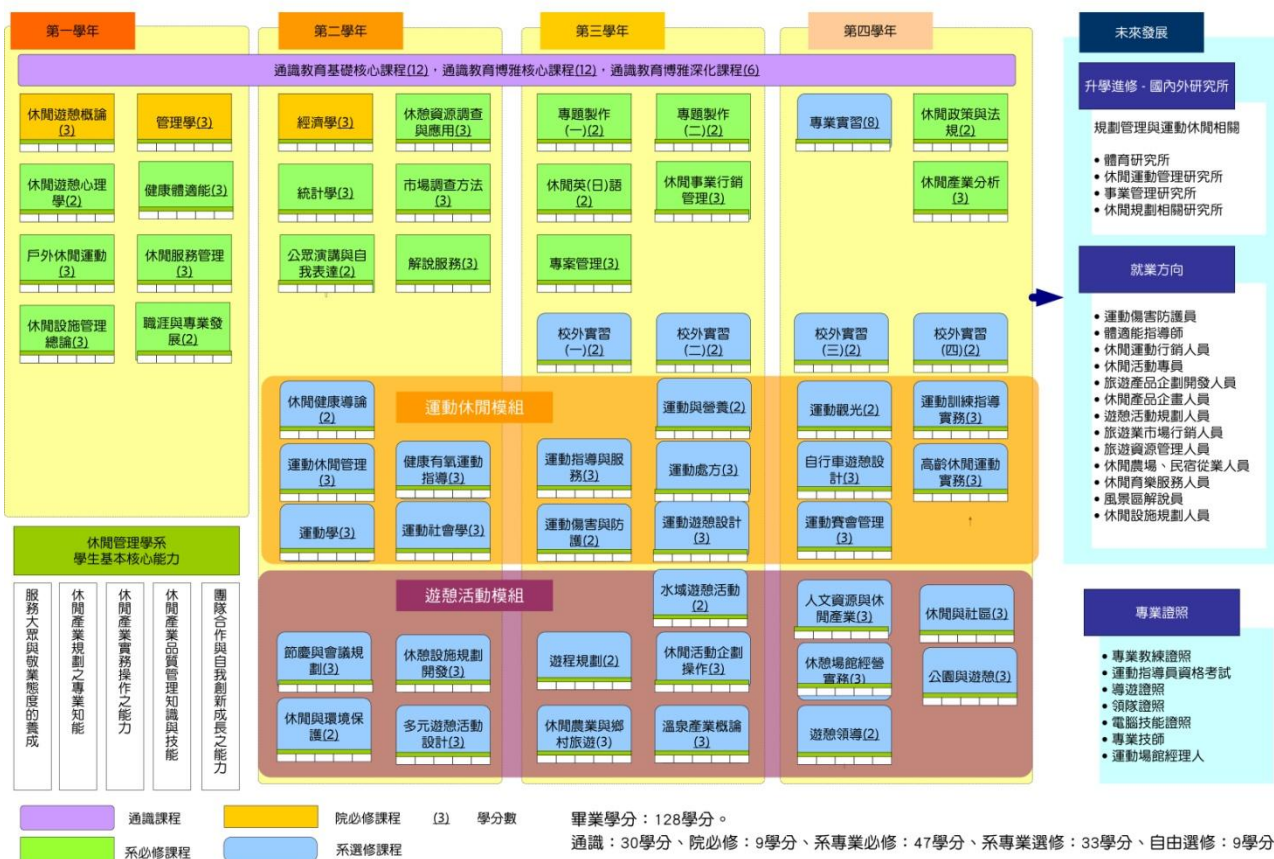 第一學年
第二學年
第三學年
第四學年
未來發展
通識教育基礎核心課程(12)，通識教育博雅核心課程(12)，通識教育博雅深化課程(6)
休閒遊憩概論
(3)
管理學(3)
經濟學(3)
休憩資源調查
與應用(3)
專題製作
(一)(2)
專題製作
(二)(2)
專業實習(8)
休閒政策與法
規(2)
休閒遊憩心理
學(2)
健康體適能(3)
統計學(3)
市場調查方法
(3)
休閒英(日)語
(2)
休閒事業行銷
管理(3)
休閒產業分析
(3)
戶外休閒運動
(3)
休閒服務管理
(3)
公眾演講與自
我表達(2)
解說服務(3)
專案管理(3)
休閒設施管理
總論(3)
職涯與專業發
展(2)
校外實習
(一)(2)
校外實習
(二)(2)
校外實習
(三)(2)
校外實習
(四)(2)
運動休閒模組
休閒健康導論
(2)
運動與營養(2)
運動觀光(2)
運動訓練指導
實務(3)
運動休閒管理
(3)
健康有氧運動
指導(3)
運動指導與服
務(3)
運動處方(3)
自行車遊憩設
計(3)
高齡休閒運動
實務(3)
運動學(3)
運動社會學(3)
運動傷害與防
護(2)
運動遊憩設計
(3)
運動賽會管理
(3)
遊憩活動模組
水域遊憩活動
(2)
人文資源與休
閒產業(3)
休閒與社區(3)
節慶與會議規
劃(3)
休憩設施規劃
開發(3)
遊程規劃(2)
休閒活動企劃
操作(3)
休憩場館經營
實務(3)
公園與遊憩(3)
休閒與環境保
護(2)
多元遊憩活動
設計(3)
休閒農業與鄉
村旅遊(3)
溫泉產業概論
(3)
遊憩領導(2)
升學進修 - 國內外研究所
規劃管理與運動休閒相關
• 體育研究所
• 休閒運動管理研究所
• 事業管理研究所
• 休閒規劃相關研究所
就業方向
• 運動傷害防護員
• 體適能指導師
• 休閒運動行銷人員
• 休閒活動專員
• 旅遊產品企劃開發人員
• 休閒產品企畫人員
• 遊憩活動規劃人員
• 旅遊業市場行銷人員
• 旅遊資源管理人員
• 休閒農場、民宿從業人員
• 休閒育樂服務人員
• 風景區解說員
• 休閒設施規劃人員
專業證照
• 專業教練證照
• 運動指導員資格考試
• 導遊證照
• 領隊證照
• 電腦技能證照
• 專業技師
• 運動場館經理人
休閒管理學系
學生基本核心能力
服務大眾與敬業態度的養成
休閒產業規劃之專業知能
休閒產業實務操作之能力
休閒產業品質管理知識與技能
團隊合作與自我創新成長之能力
通識課程
院必修課程
(3) 學分數
系必修課程
系選修課程
畢業學分：128學分。
通識：30學分、院必修：9學分、系專業必修：47學分、系專業選修：33學分、自由選修：9學分